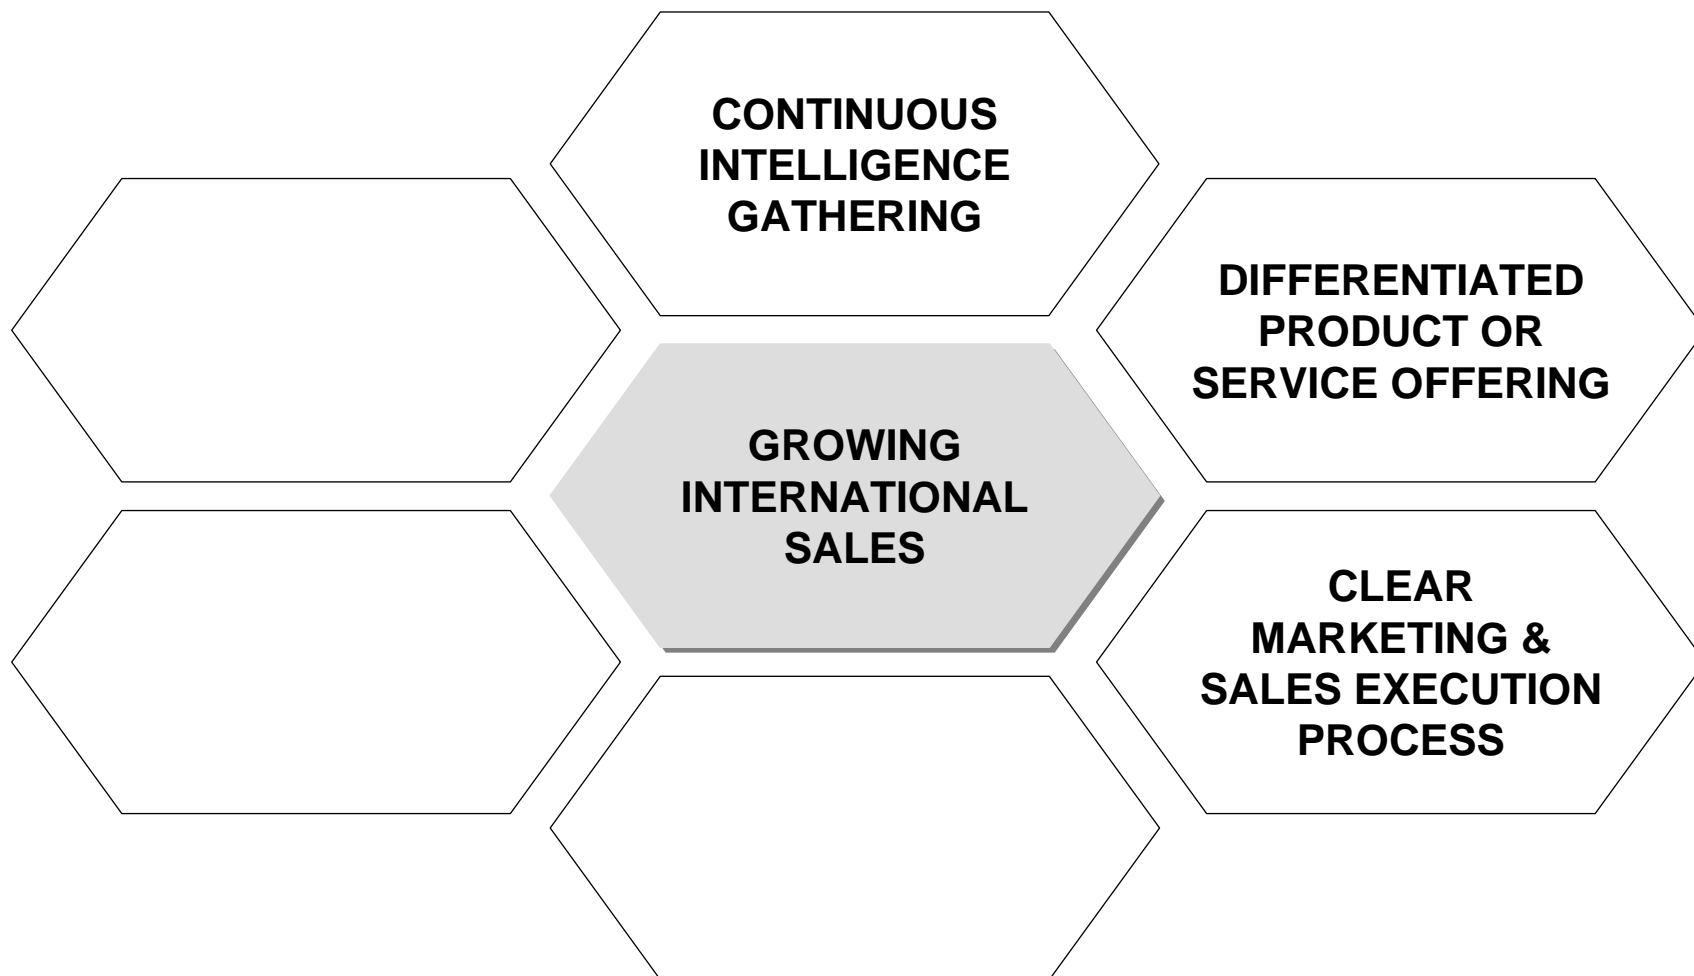 CONTINUOUS
INTELLIGENCE
GATHERING
DIFFERENTIATED
PRODUCT OR
SERVICE OFFERING
GROWING
INTERNATIONAL
SALES
CLEAR
MARKETING &
SALES EXECUTION
PROCESS